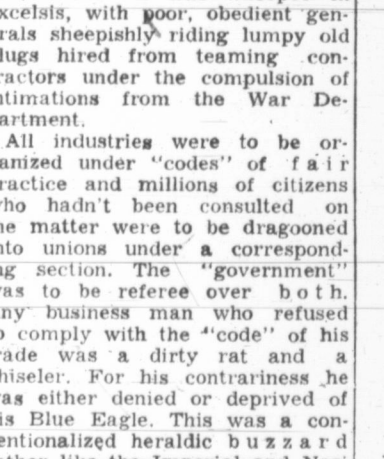 xcelsis, with poor, obedient gen-
rals sheepishly riding lumpy old
lugs hired from teaming con-
ractors under the compulsion of
ntimations from the War De-
artment.
All industries were to be or-
anized under "codes" of fair
ractice and millions of citizens
ho hadn't been consulted on
he matter were to be dragooned
nto unions under a correspond-
ng section. The "government"
as to be referee over both.
ny business man who refused
o comply with the "code" of his
rade was a dirty rat and a
hiseler. For his contrariness he
as either denied or deprived of
is Blue Eagle. This was a con-
entionalized heraldic buzzard